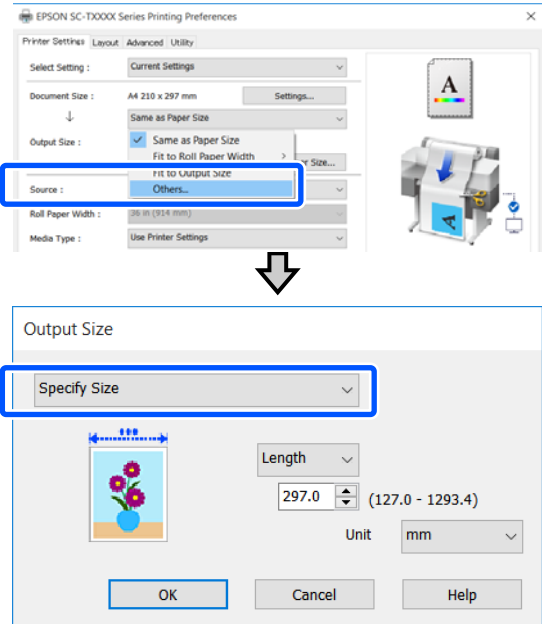 EPSON SC-TXXXX Series Printing Preferences
Printer Settings Layout Advanced Utility
Select Setting : Current Settings
Document Size : A4 210 x 297 mm Settings...
Same as Paper Size
Output Size : Same as Paper Size
Fit to Roll Paper Width
er Size...
Fit to Output Size
Source : Others...
Roll Paper Width : 36 in (914 mm)
Media Type : Use Printer Settings
A
A
Output Size
Specify Size
Length
297.0 (127.0 - 1293.4)
Unit mm
OK Cancel Help